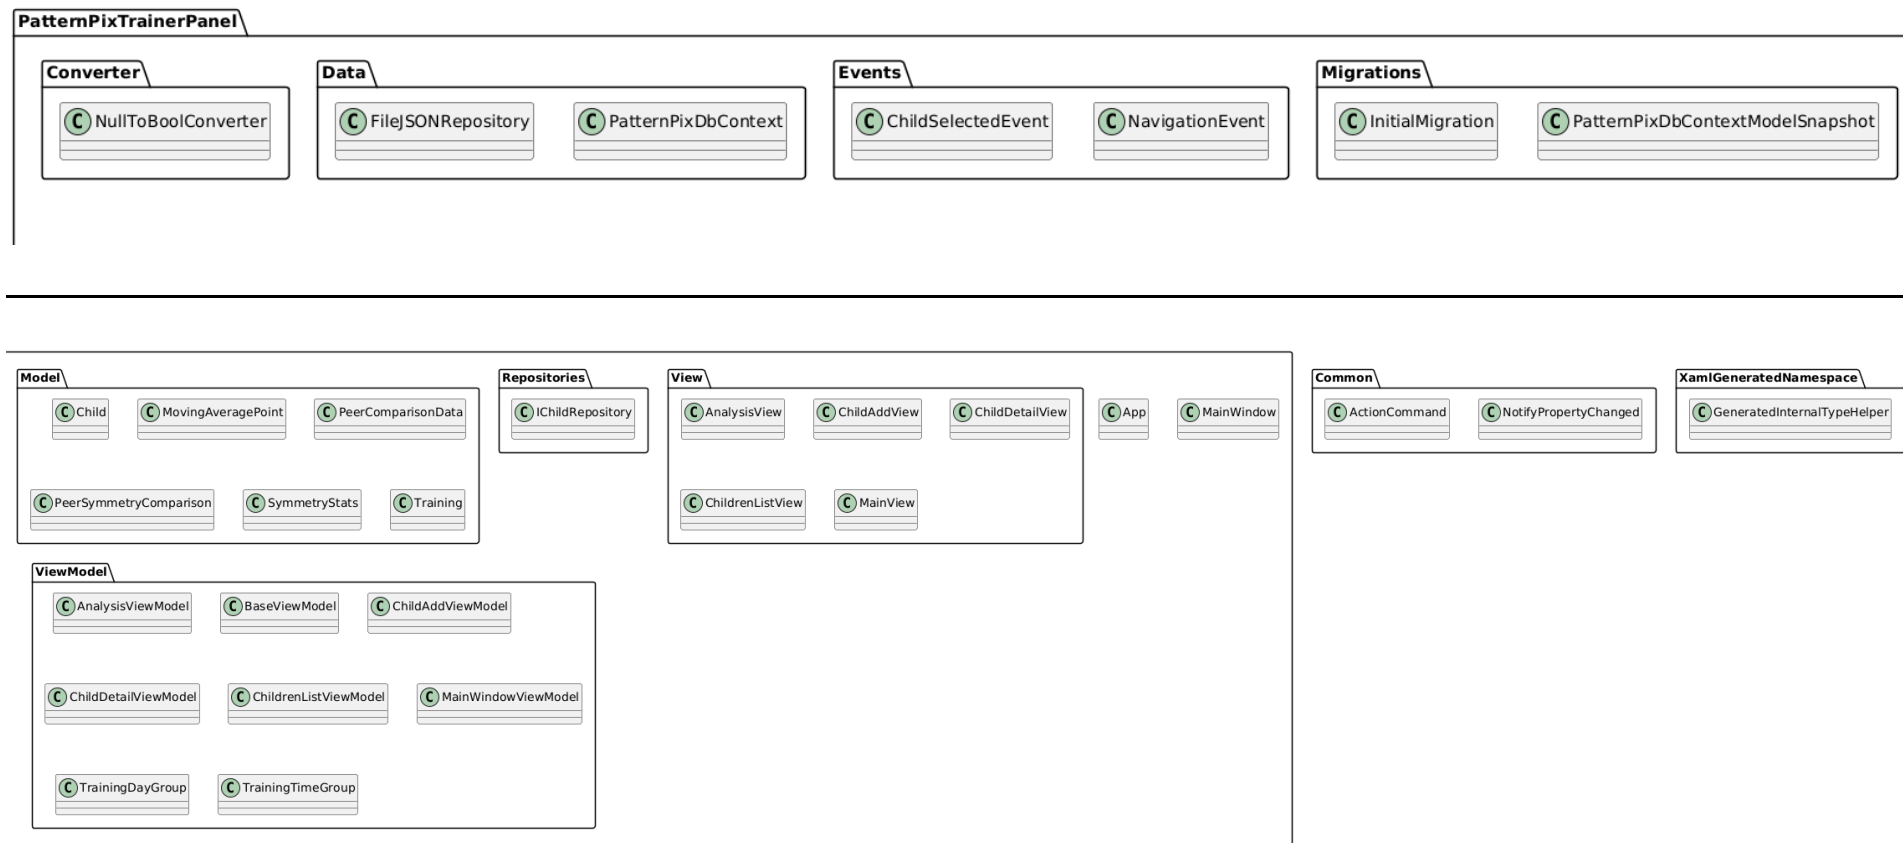 PatternPixTrainerPanel
Converter Data Events Migrations
C NullToBoolConverter C FileJSONRepository C PatternPixDbContext C ChildSelectedEvent C NavigationEvent C InitialMigration C PatternPixDbContextModelSnapshot
Model Repositories View Common XamlGeneratedNamespace
C Child C MovingAveragePoint C PeerComparisonData C IChildRepository C AnalysisView C ChildAddView C ChildDetailView C App C MainWindow C ActionCommand C NotifyPropertyChanged C GeneratedInternalTypeHelper
C PeerSymmetryComparison C SymmetryStats C Training C ChildrenListView C MainView
ViewModel
C AnalysisViewModel C BaseViewModel C ChildAddViewModel
C ChildDetailViewModel C ChildrenListViewModel C MainWindowViewModel
C TrainingDayGroup C TrainingTimeGroup